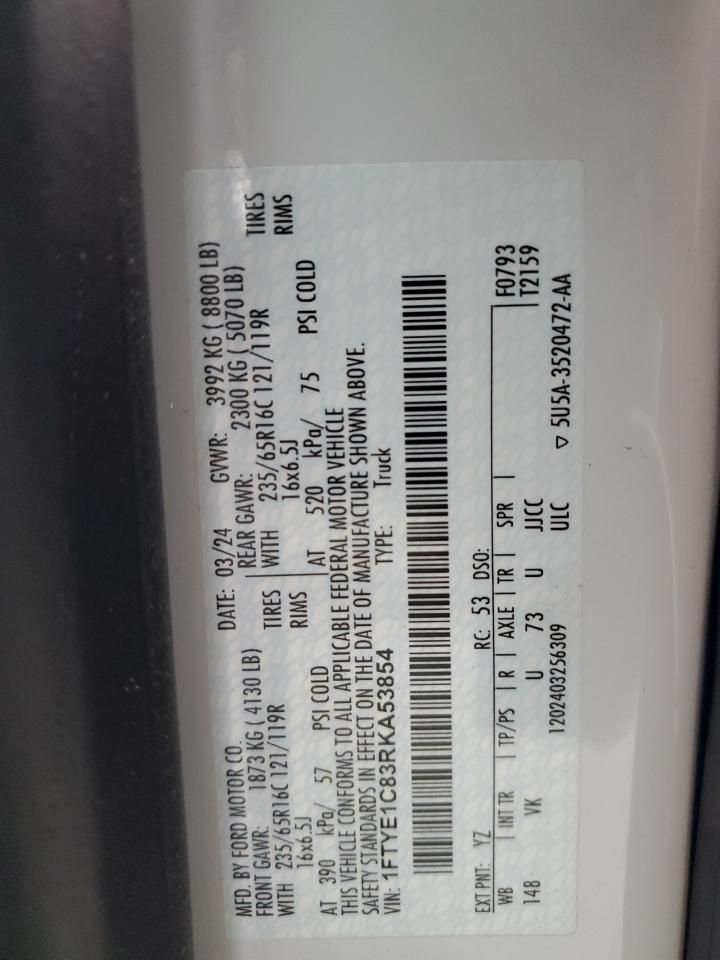 MFD. BY FORD MOTOR CO. DATE: 03/24 GVWR: 3992 KG ( 8800 LB)
FRONT GAWR: 1873 KG ( 4130 LB) REAR GAWR: 2300 KG ( 5070 LB)
WITH 235/65R16C 121/119R TIRES WITH 235/65R16C 121/119R TIRES
16x6.5J RIMS 16x6.5J RIMS
AT 390 kPa/ 57 PSI COLD AT 520 kPa/ 75 PSI COLD
THIS VEHICLE CONFORMS TO ALL APPLICABLE FEDERAL MOTOR VEHICLE
SAFETY STANDARDS IN EFFECT ON THE DATE OF MANUFACTURE SHOWN ABOVE.
VIN: 1FTYE1C83RKA53854 TYPE: Truck
EXT PNT: YZ RC: 53 DSO:
WB INT TR TP/PS R AXLE TR SPR F0793
148 VK U 73 U JJCC T2159
1202403256309 ULC ▽ 5U5A-3520472-AA